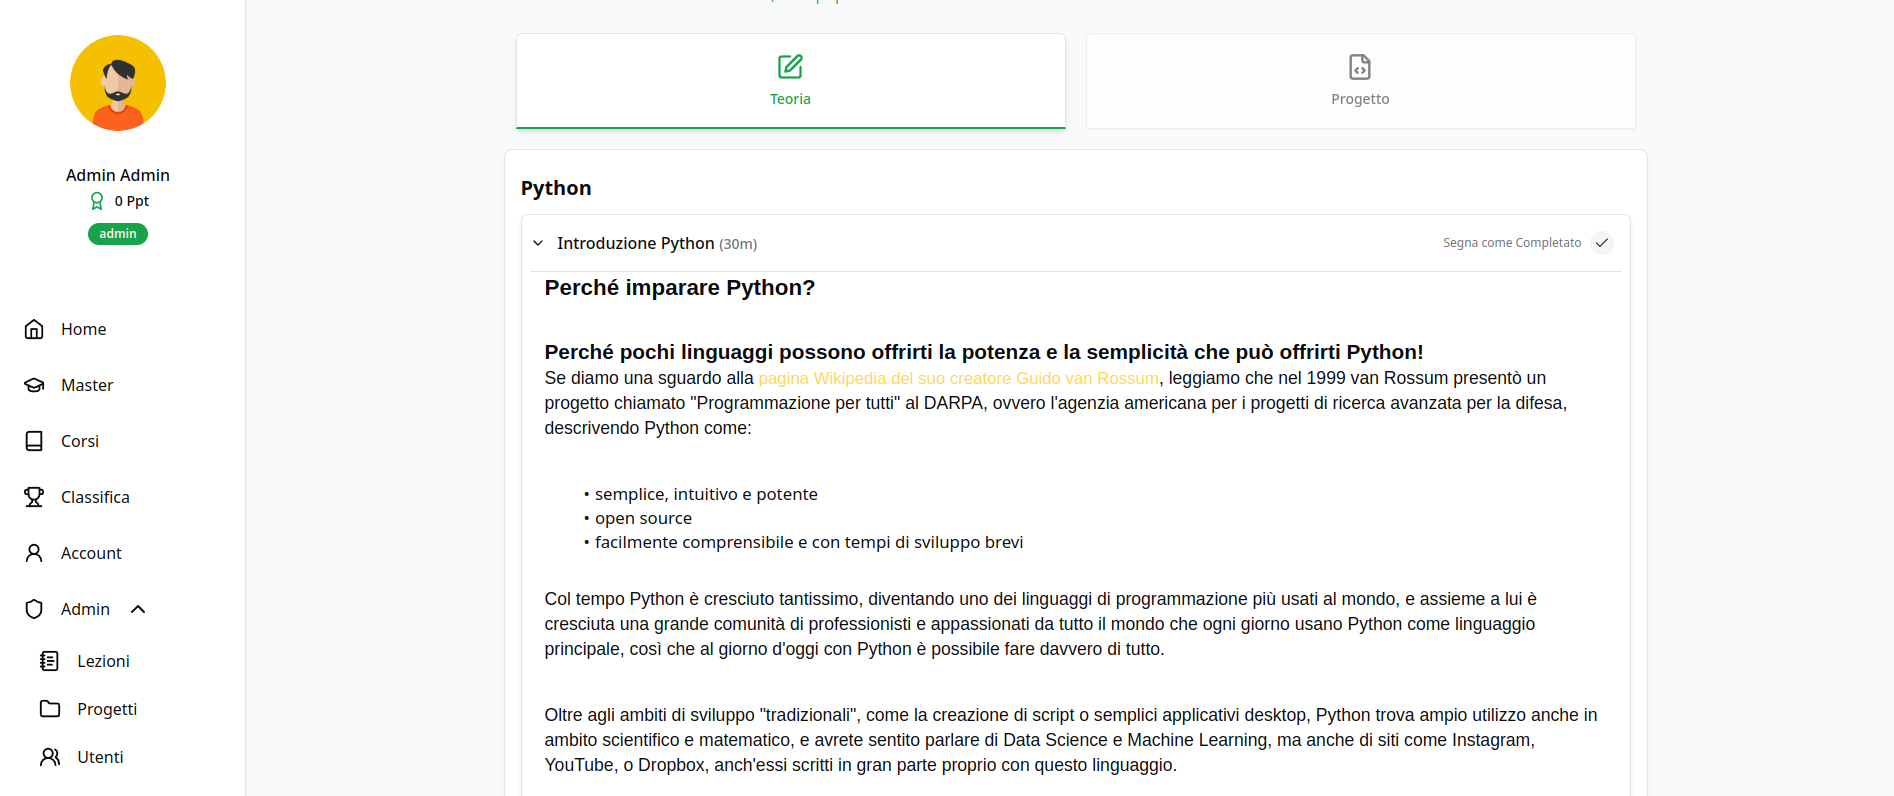 Admin Admin
0 Ppt
admin
Home
Master
Corsi
Classifica
Account
Admin
Lezioni
Progetti
Utenti
Teoria
Progetto
Python
Introduzione Python (30m)
Segna come Completato
Perché imparare Python?
Perché pochi linguaggi possono offrirti la potenza e la semplicità che può offrirti Python!
Se diamo una sguardo alla pagina Wikipedia del suo creatore Guido van Rossum, leggiamo che nel 1999 van Rossum presentò un
progetto chiamato "Programmazione per tutti" al DARPA, ovvero l'agenzia americana per i progetti di ricerca avanzata per la difesa,
descrivendo Python come:
• semplice, intuitivo e potente
• open source
• facilmente comprensibile e con tempi di sviluppo brevi
Col tempo Python è cresciuto tantissimo, diventando uno dei linguaggi di programmazione più usati al mondo, e assieme a lui è
cresciuta una grande comunità di professionisti e appassionati da tutto il mondo che ogni giorno usano Python come linguaggio
principale, così che al giorno d'oggi con Python è possibile fare davvero di tutto.
Oltre agli ambiti di sviluppo "tradizionali", come la creazione di script o semplici applicativi desktop, Python trova ampio utilizzo anche in
ambito scientifico e matematico, e avrete sentito parlare di Data Science e Machine Learning, ma anche di siti come Instagram,
YouTube, o Dropbox, anch'essi scritti in gran parte proprio con questo linguaggio.